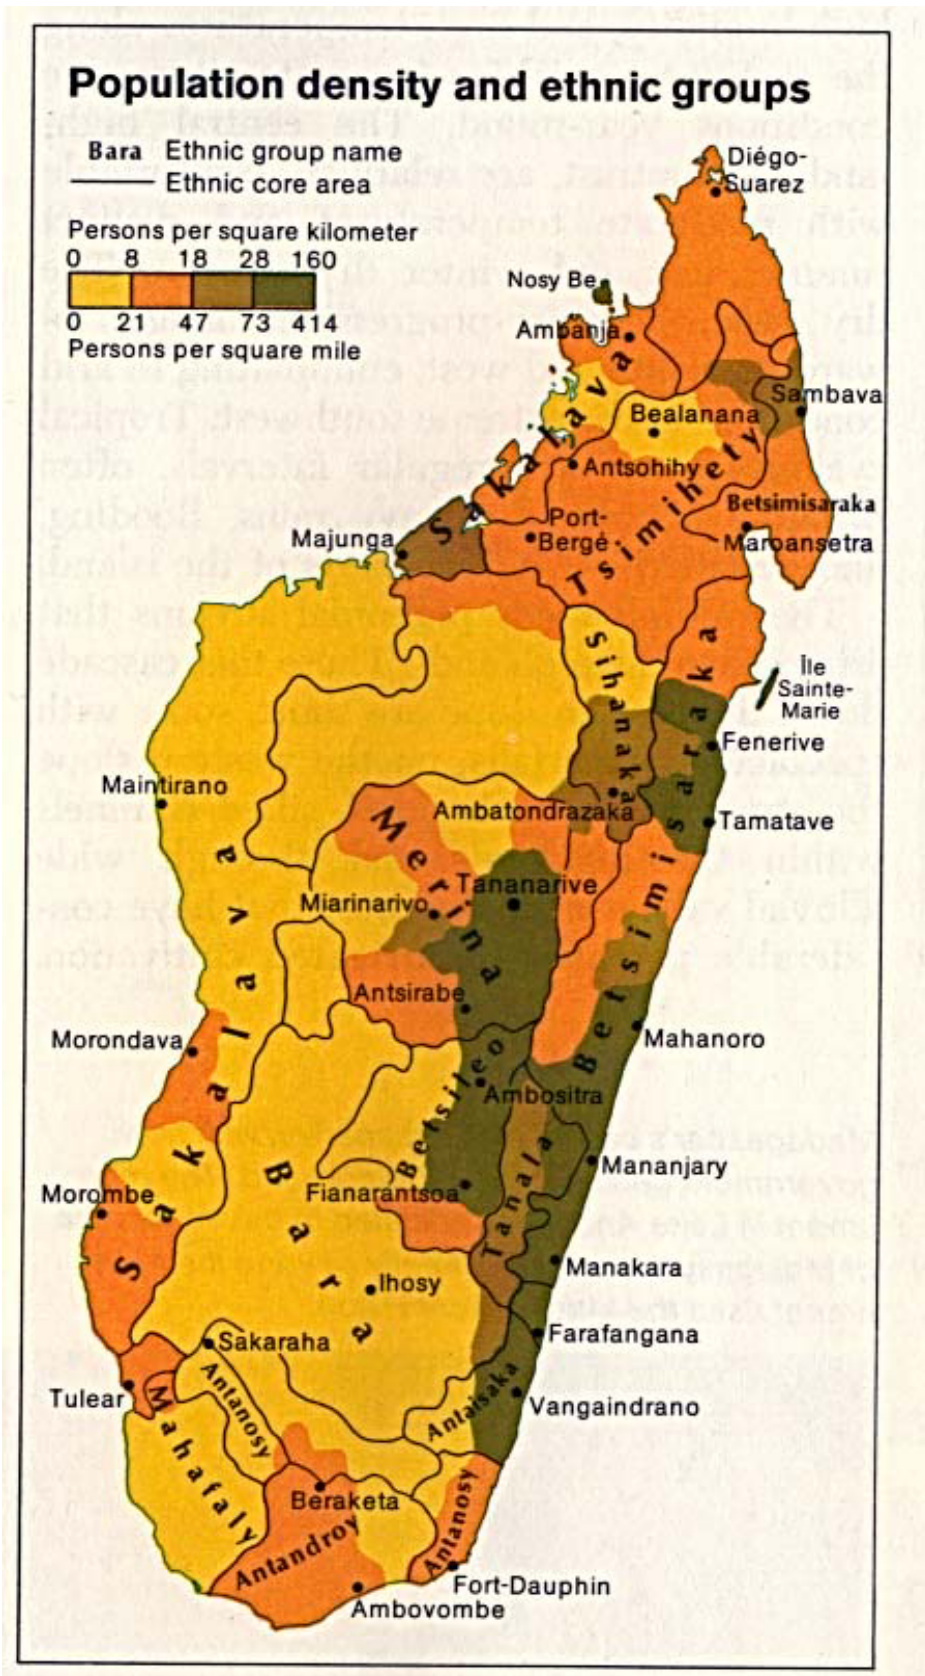 Population density and ethnic groups
Bara Ethnic group name
Ethnic core area
Persons per square kilometer
0 8 18 28 160
0 21 47 73 414
Persons per square mile
Diégo-
Suarez
Nosy Be
Ambanja
Sambava
Bealanana
Sakalava
Antsohihy
Tsimihety
Betsimisaraka
Port-
Bergé
Majunga
Maroansetra
Sihanaka
Île
Sainte-
Marie
Fenerive
Maintirano
Ambatondrazaka
Tamatave
Merina
Tananarive
Miarinarivo
Betsimisaraka
Antsirabe
Sakalava
Morondava
Mahanoro
Betsileo
Ambositra
Tanala
Mananjary
Morombe
Fianarantsoa
Bara
Manakara
Ihosy
Farafangana
Sakaraha
Tulear
Antanosy
Antaisaka
Vangaindrano
Mahafaly
Beraketa
Antandroy
Antanosy
Fort-Dauphin
Ambovombe